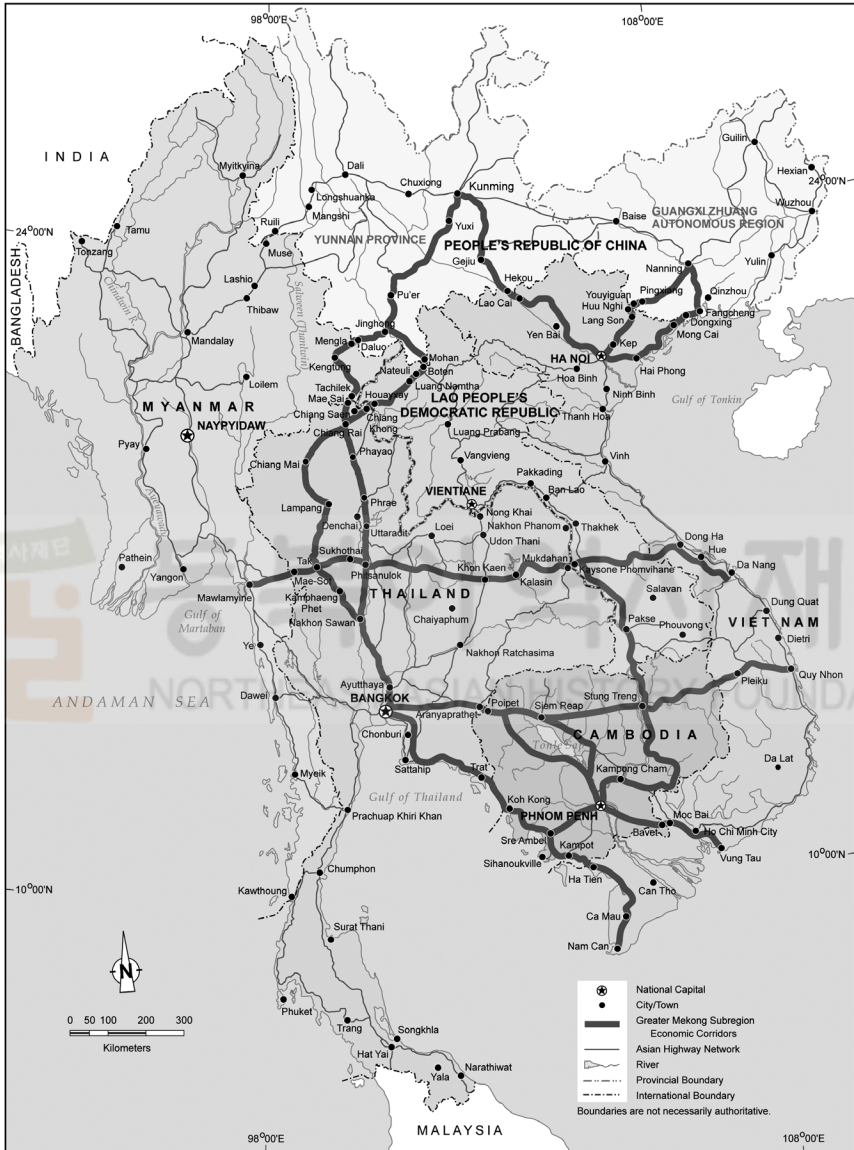 98°00'E
108°00'E
INDIA
Guilin
Hexian
24°00'N
Myitkyina
Dali
Chuxiong
Kunming
Longshuanka
Mangshi
Wuzhou
Baise
GUANGXI ZHUANG
AUTONOMOUS REGION
24°00'N
Tamu
Ruili
Yuxi
YUNNAN PROVINCE
PEOPLE'S REPUBLIC OF CHINA
Tonzang
Muse
Gejiu
Nanning
Yulin
BANGLADESH
Chindwin R.
Lashio
Salween (Thanlwin)
Hekou
Youyiguan
Pingxiang
Qinzhou
Pu'er
Lao Cai
Huu Nghi
Fangcheng
Thibaw
Lang Son
Dongxing
Mong Cai
Mandalay
Jinghong
Yen Bai
Kep
Mengla
Daluo
Mohan
HA NOI
Hai Phong
Kengtung
Nateuli
Boten
Hoa Binh
Loilem
Tachilek
Luang Namtha
Ninh Binh
Mae Sai
Houayxay
LAO PEOPLE'S
DEMOCRATIC REPUBLIC
Gulf of Tonkin
MYANMAR
Chiang Saen
Chiang
Khong
Thanh Hoa
NAYPYIDAW
Chiang Rai
Luang Prabang
Pyay
Phayao
Chiang Mai
Vangvieng
Vinh
Pakkading
Ban Lao
VIENTIANE
Lampang
Phrae
Nong Khai
Denchai
Loei
Nakhon Phanom
Thakhek
Uttaradit
Udon Thani
Dong Ha
Hue
Pathein
Sukhothai
Mukdahan
Yangon
Tak
Khon Kaen
Kaysone Phomvihane
Da Nang
Mae-Sot
Phitsanulok
Kalasin
Mawlamyine
Kamphaeng
Phet
THAILAND
Salavan
Dung Quat
Gulf of
Martaban
Chaiyaphum
Pakse
Phouvong
VIET NAM
Nakhon Sawan
Dietri
Ye
Nakhon Ratchasima
Quy Nhon
Pleiku
Ayutthaya
Stung Treng
ANDAMAN SEA
Dawei
BANGKOK
Poipet
Siem Reap
Aranyaprathet
CAMBODIA
Chonburi
Tonle Sap
Da Lat
Sattahip
Trat
Kampong Cham
Myeik
Gulf of Thailand
Koh Kong
Prachuap Khiri Khan
PHNOM PENH
Moc Bai
Bavet
Ho Chi Minh City
Sre Ambel
Kampot
Vung Tau
10°00'N
Sihanoukville
10°00'N
Ha Tien
Chumphon
Can Tho
Kawthoung
Ca Mau
Surat Thani
Nam Can
N
Phuket
0 50 100 200 300
Kilometers
Trang
Songkhla
Hat Yai
Yala
Narathiwat
MALAYSIA
National Capital
City/Town
Greater Mekong Subregion
Economic Corridors
Asian Highway Network
River
Provincial Boundary
International Boundary
Boundaries are not necessarily authoritative.
98°00'E
108°00'E